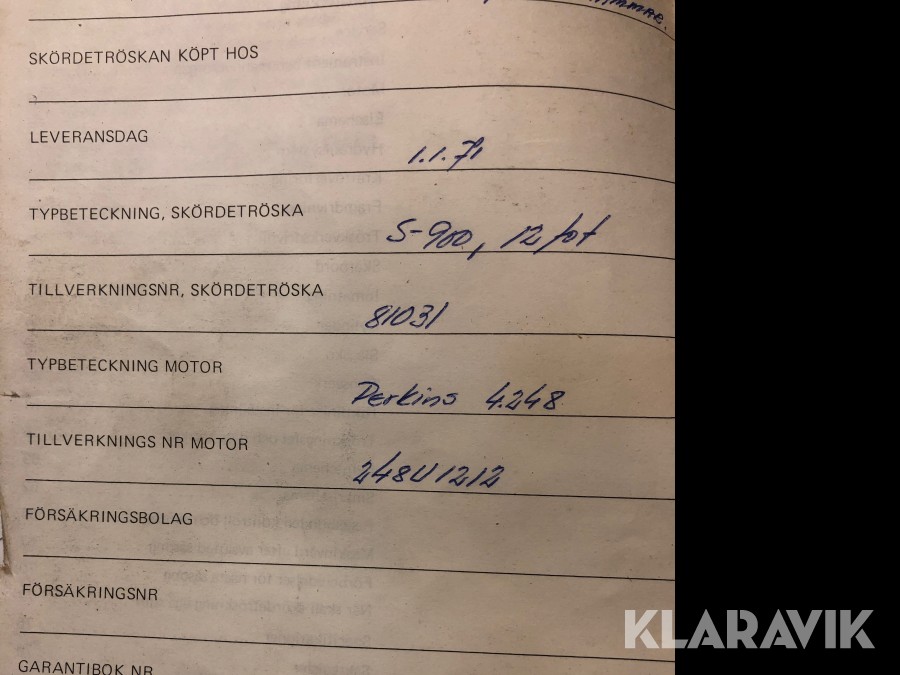 SKÖRDETRÖSKAN KÖPT HOS
LEVERANSDAG
1.1.71
TYPBETECKNING, SKÖRDETRÖSKA
S-900, 12 fot
TILLVERKNINGSNR, SKÖRDETRÖSKA
81031
TYPBETECKNING MOTOR
Perkins 4.248
TILLVERKNINGS NR MOTOR
248U1212
FÖRSÄKRINGSBOLAG
FÖRSÄKRINGSNR
KLARAVIK
GARANTIBOK NR